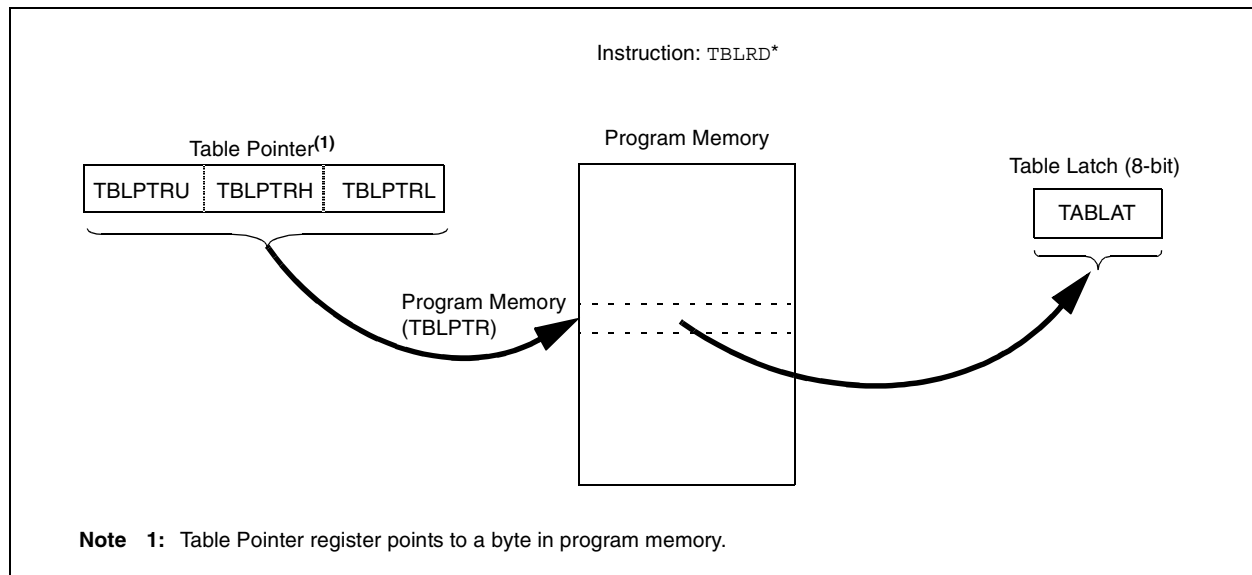 Instruction: TBLRD*
Table Pointer(1)
TBLPTRU TBLPTRH TBLPTRL
Program Memory
Table Latch (8-bit)
TABLAT
Program Memory
(TBLPTR)
Note 1: Table Pointer register points to a byte in program memory.